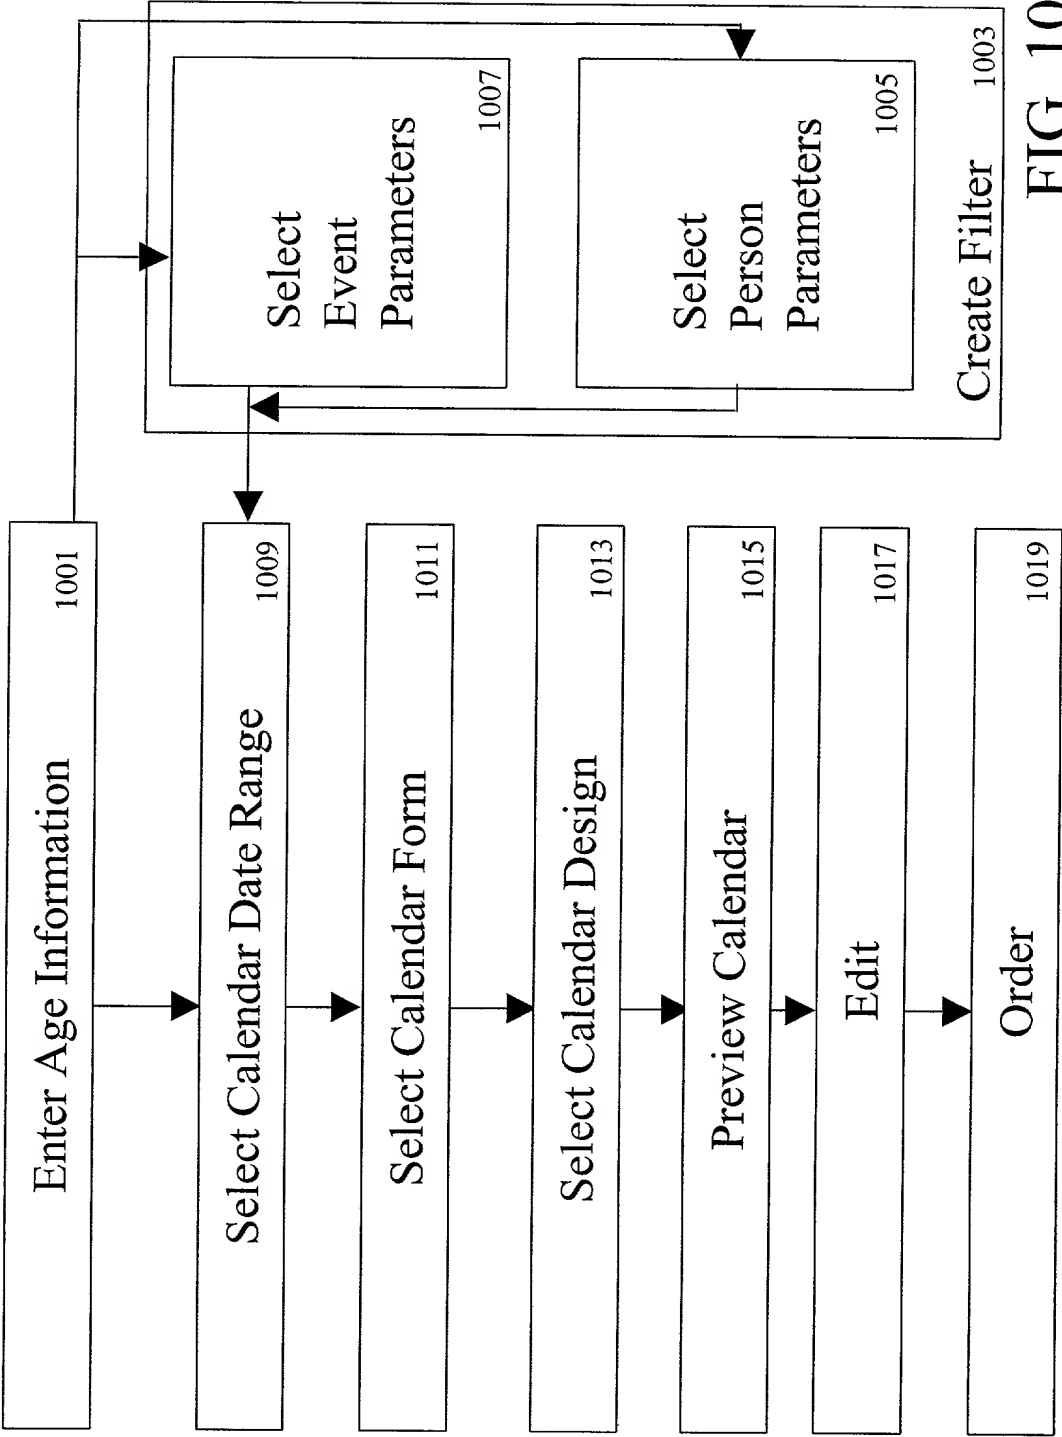 Enter Age Information
1001
Select Calendar Date Range
1009
Select Calendar Form
1011
Select Calendar Design
1013
Preview Calendar
1015
Edit
1017
Order
1019
Select
Event
Parameters
1007
Select
Person
Parameters
1005
Create Filter
1003
FIG 10